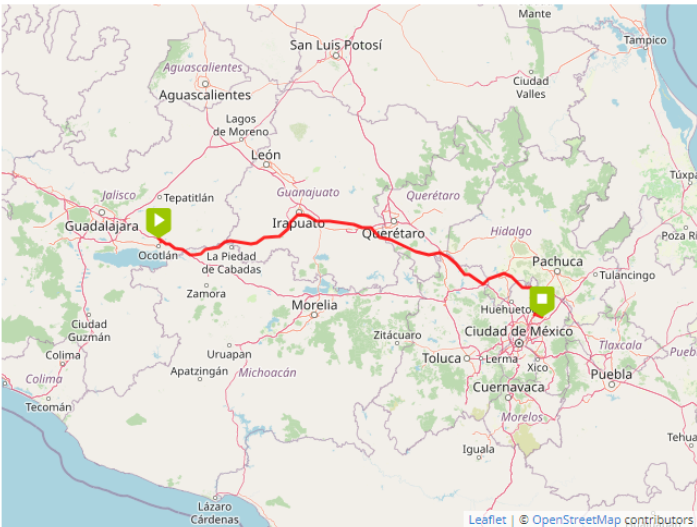 Mante
San Luis Potosí
Tampico
Aguascalientes
Aguascalientes
Ciudad
Valles
Lagos
de Moreno
León
Jalisco
Tepatitlán
Guanajuato
Querétaro
Guadalajara
Irapuato
Querétaro
Hidalgo
Poza Ri
Ocotlán
La Piedad
de Cabadas
Pachuca
Tulancingo
Zamora
Morelia
Huehueto
Ciudad de México
Ciudad
Guzmán
Zitácuaro
Tlaxcala
Colima
Uruapan
Toluca
Lerma
Xico
Apatzingán
Michoacán
Puebla
Colima
Cuernavaca
Tecomán
Morelos
Iguala
Tehua
Lázaro
Cárdenas
Leaflet | © OpenStreetMap contributors